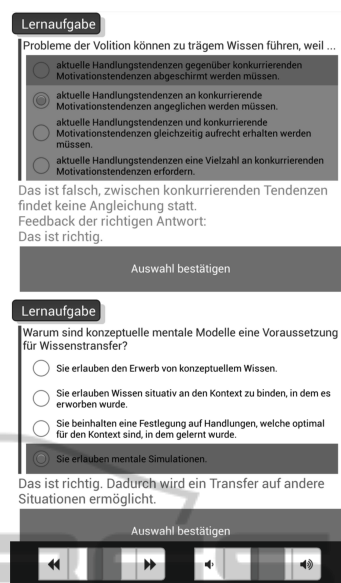 Lernaufgabe
Probleme der Volition können zu trägem Wissen führen, weil ...
aktuelle Handlungstendenzen gegenüber konkurrierenden
Motivationstendenzen abgeschirmt werden müssen.
aktuelle Handlungstendenzen an konkurrierende
Motivationstendenzen angeglichen werden müssen.
aktuelle Handlungstendenzen und konkurrierende
Motivationstendenzen gleichzeitig aufrecht erhalten werden
müssen.
aktuelle Handlungstendenzen eine Vielzahl an konkurrierenden
Motivationstendenzen erfordern.
Das ist falsch, zwischen konkurrierenden Tendenzen
findet keine Angleichung statt.
Feedback der richtigen Antwort:
Das ist richtig.
Auswahl bestätigen
Lernaufgabe
Warum sind konzeptuelle mentale Modelle eine Voraussetzung
für Wissenstransfer?
Sie erlauben den Erwerb von konzeptuellem Wissen.
Sie erlauben Wissen situativ an den Kontext zu binden, in dem es
erworben wurde.
Sie beinhalten eine Festlegung auf Handlungen, welche optimal
für den Kontext sind, in dem gelernt wurde.
Sie erlauben mentale Simulationen.
Das ist richtig. Dadurch wird ein Transfer auf andere
Situationen ermöglicht.
Auswahl bestätigen